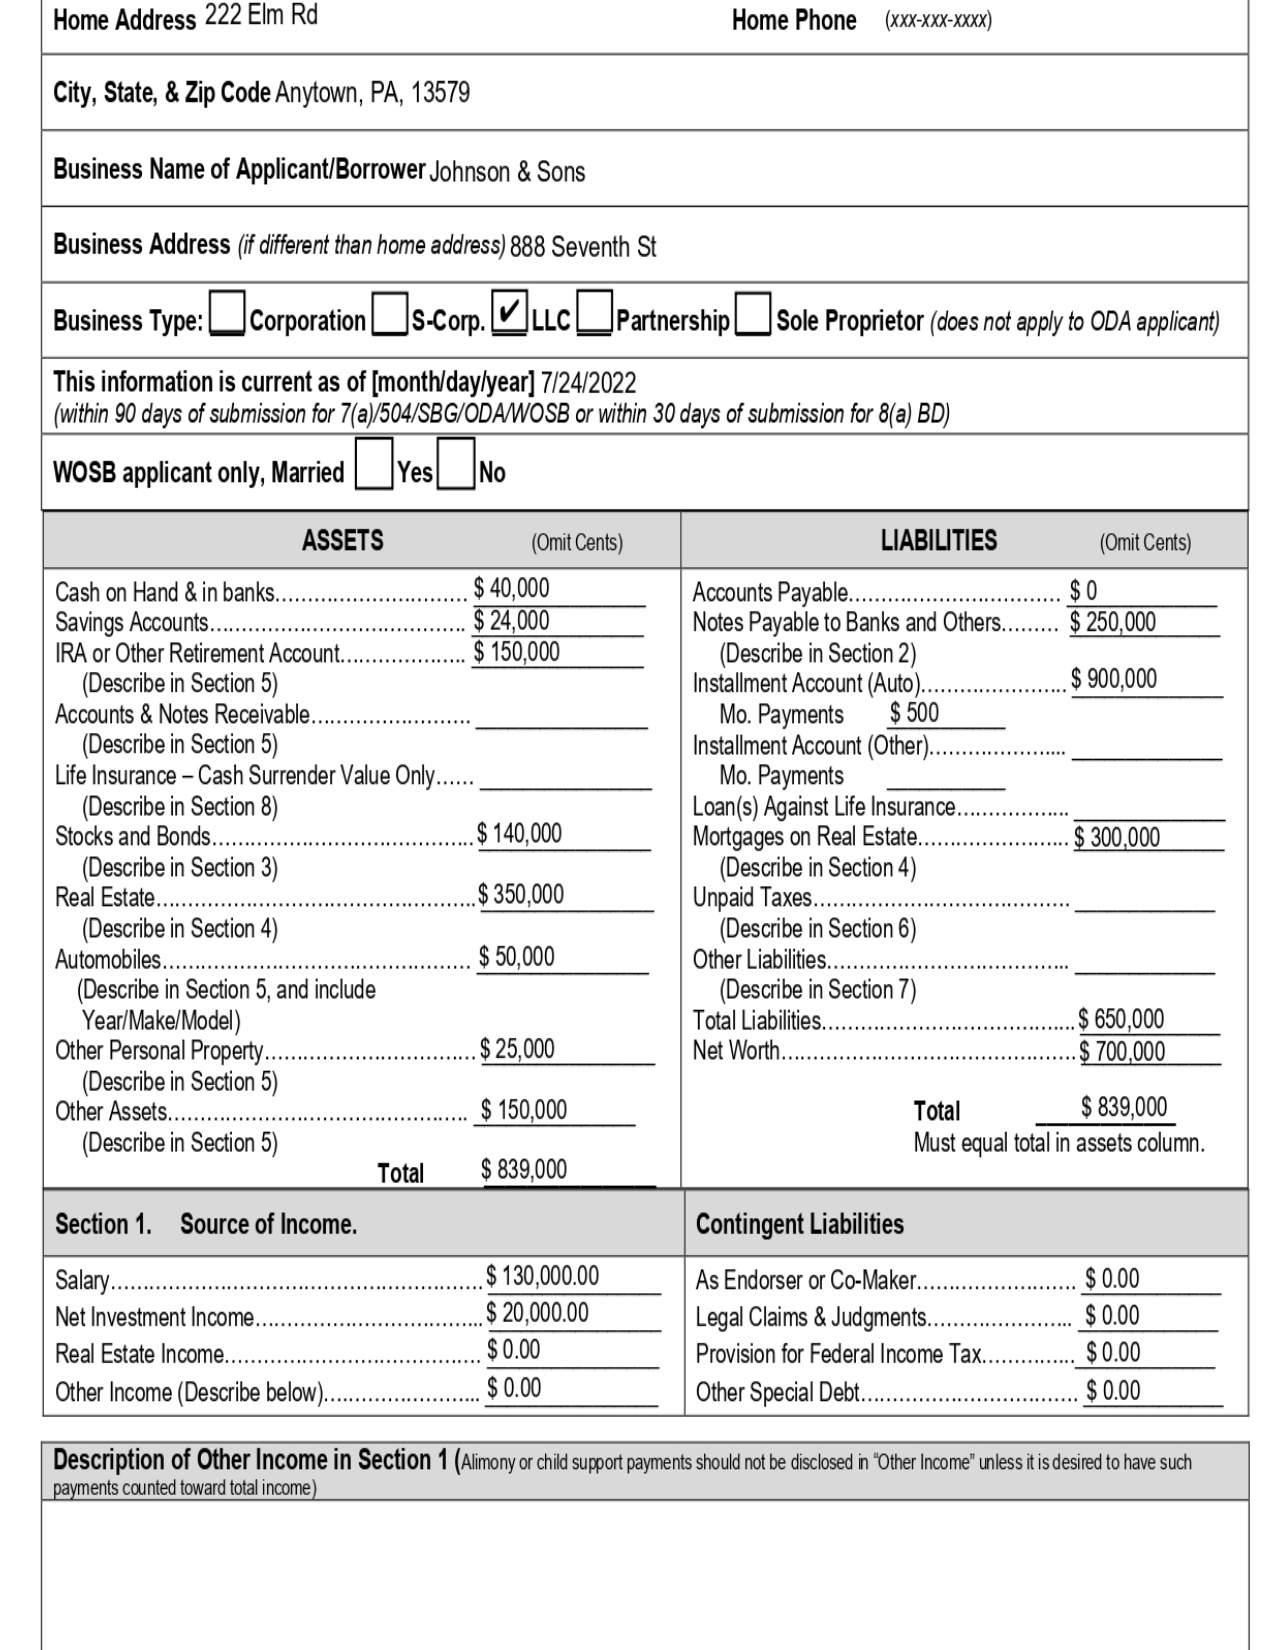 Home Address 222 Elm Rd Home Phone (xxx-xxx-xxxx)
City, State, & Zip Code Anytown, PA, 13579
Business Name of Applicant/Borrower Johnson & Sons
Business Address (if different than home address) 888 Seventh St
Business Type: Corporation S-Corp. ✔ LLC Partnership Sole Proprietor (does not apply to ODA applicant)
This information is current as of [month/day/year] 7/24/2022
(within 90 days of submission for 7(a)/504/SBG/ODA/WOSB or within 30 days of submission for 8(a) BD)
WOSB applicant only, Married Yes No
ASSETS (Omit Cents)
Cash on Hand & in banks………………………… $ 40,000
Savings Accounts………………………………… $ 24,000
IRA or Other Retirement Account……………….. $ 150,000
(Describe in Section 5)
Accounts & Notes Receivable……………………
(Describe in Section 5)
Life Insurance – Cash Surrender Value Only……
(Describe in Section 8)
Stocks and Bonds………………………………….. $ 140,000
(Describe in Section 3)
Real Estate………………………………………….. $ 350,000
(Describe in Section 4)
Automobiles………………………………………… $ 50,000
(Describe in Section 5, and include
Year/Make/Model)
Other Personal Property…………………………… $ 25,000
(Describe in Section 5)
Other Assets……………………………………….. $ 150,000
(Describe in Section 5)
Total $ 839,000
LIABILITIES (Omit Cents)
Accounts Payable…………………………… $ 0
Notes Payable to Banks and Others……… $ 250,000
(Describe in Section 2)
Installment Account (Auto)………………….. $ 900,000
Mo. Payments $ 500
Installment Account (Other)………………....
Mo. Payments
Loan(s) Against Life Insurance……………..
Mortgages on Real Estate………………….. $ 300,000
(Describe in Section 4)
Unpaid Taxes…………………………………
(Describe in Section 6)
Other Liabilities………………………………..
(Describe in Section 7)
Total Liabilities………………………………... $ 650,000
Net Worth……………………………………… $ 700,000
Total $ 839,000
Must equal total in assets column.
Section 1. Source of Income.
Salary………………………………………………… $ 130,000.00
Net Investment Income……………………………... $ 20,000.00
Real Estate Income………………………………… $ 0.00
Other Income (Describe below)…………………... $ 0.00
Contingent Liabilities
As Endorser or Co-Maker…………………… $ 0.00
Legal Claims & Judgments………………….. $ 0.00
Provision for Federal Income Tax………….. $ 0.00
Other Special Debt…………………………… $ 0.00
Description of Other Income in Section 1 (Alimony or child support payments should not be disclosed in “Other Income” unless it is desired to have such
payments counted toward total income)